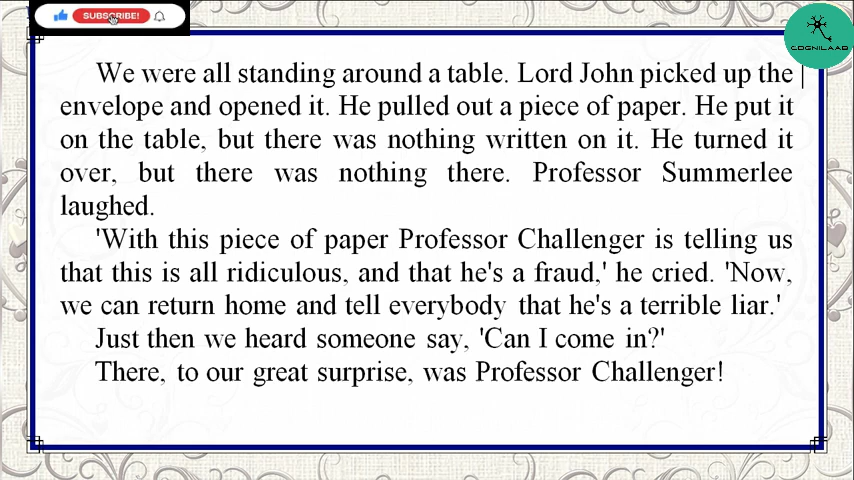 SUBSCRIBE!
COGNILAAB
We were all standing around a table. Lord John picked up the
envelope and opened it. He pulled out a piece of paper. He put it
on the table, but there was nothing written on it. He turned it
over, but there was nothing there. Professor Summerlee
laughed.
'With this piece of paper Professor Challenger is telling us
that this is all ridiculous, and that he's a fraud,' he cried. 'Now,
we can return home and tell everybody that he's a terrible liar.'
Just then we heard someone say, 'Can I come in?'
There, to our great surprise, was Professor Challenger!